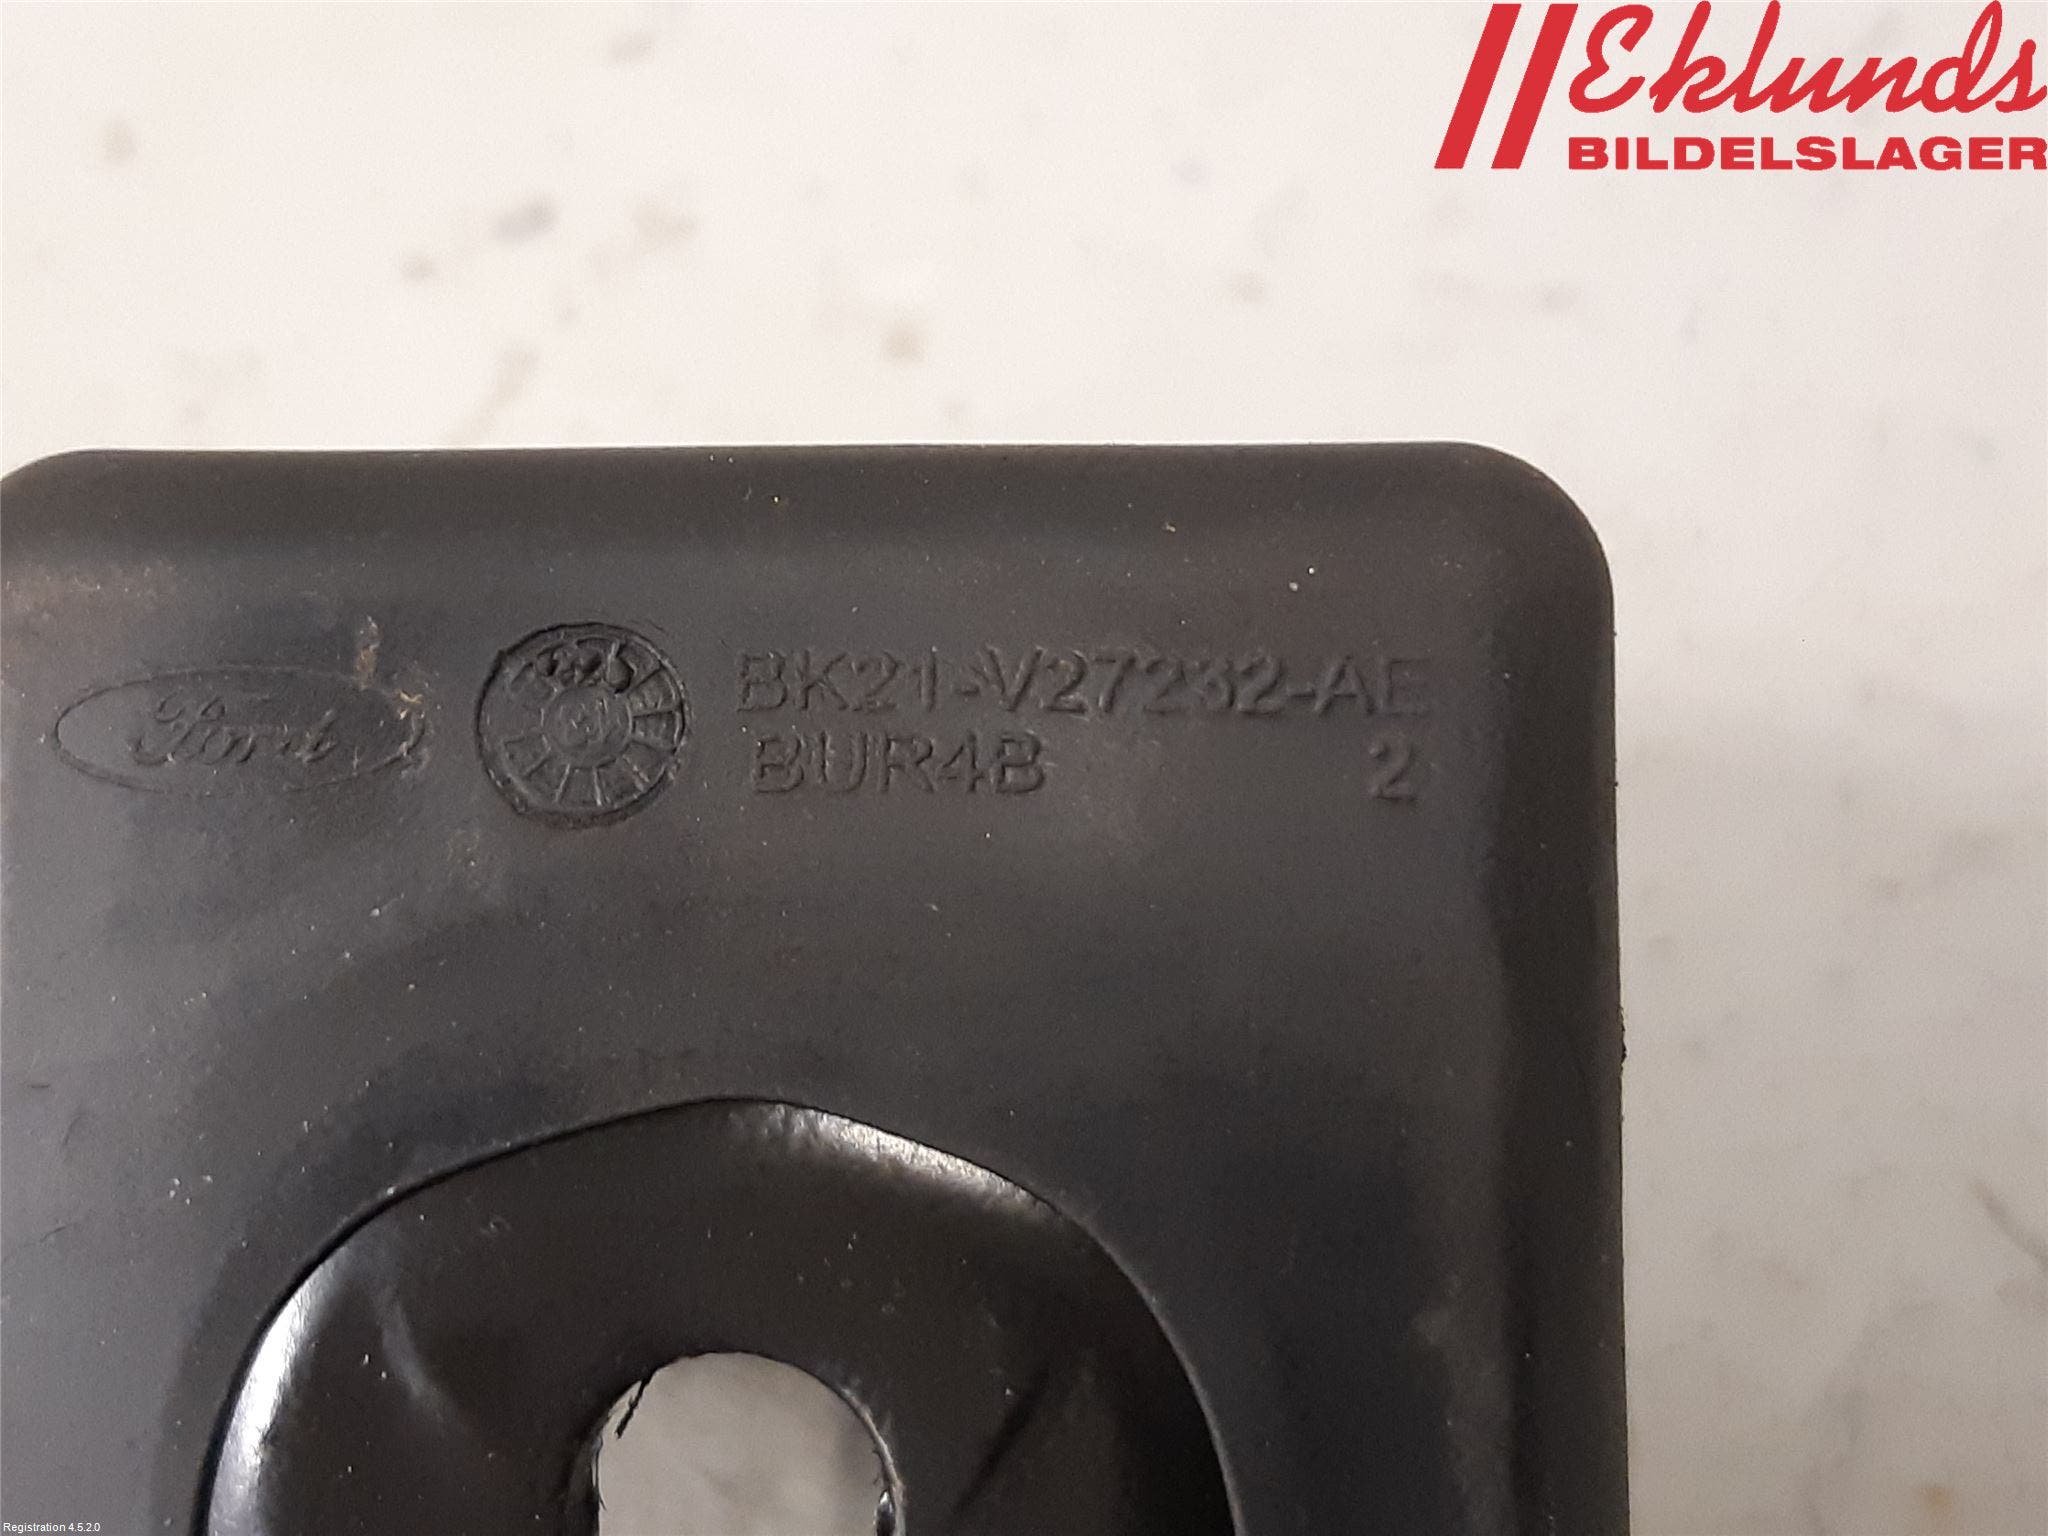 Eklunds
BILDELSLAGER
Ford
BK21-V27232-AE
BUR4B 2
Registration 4.5.2.0